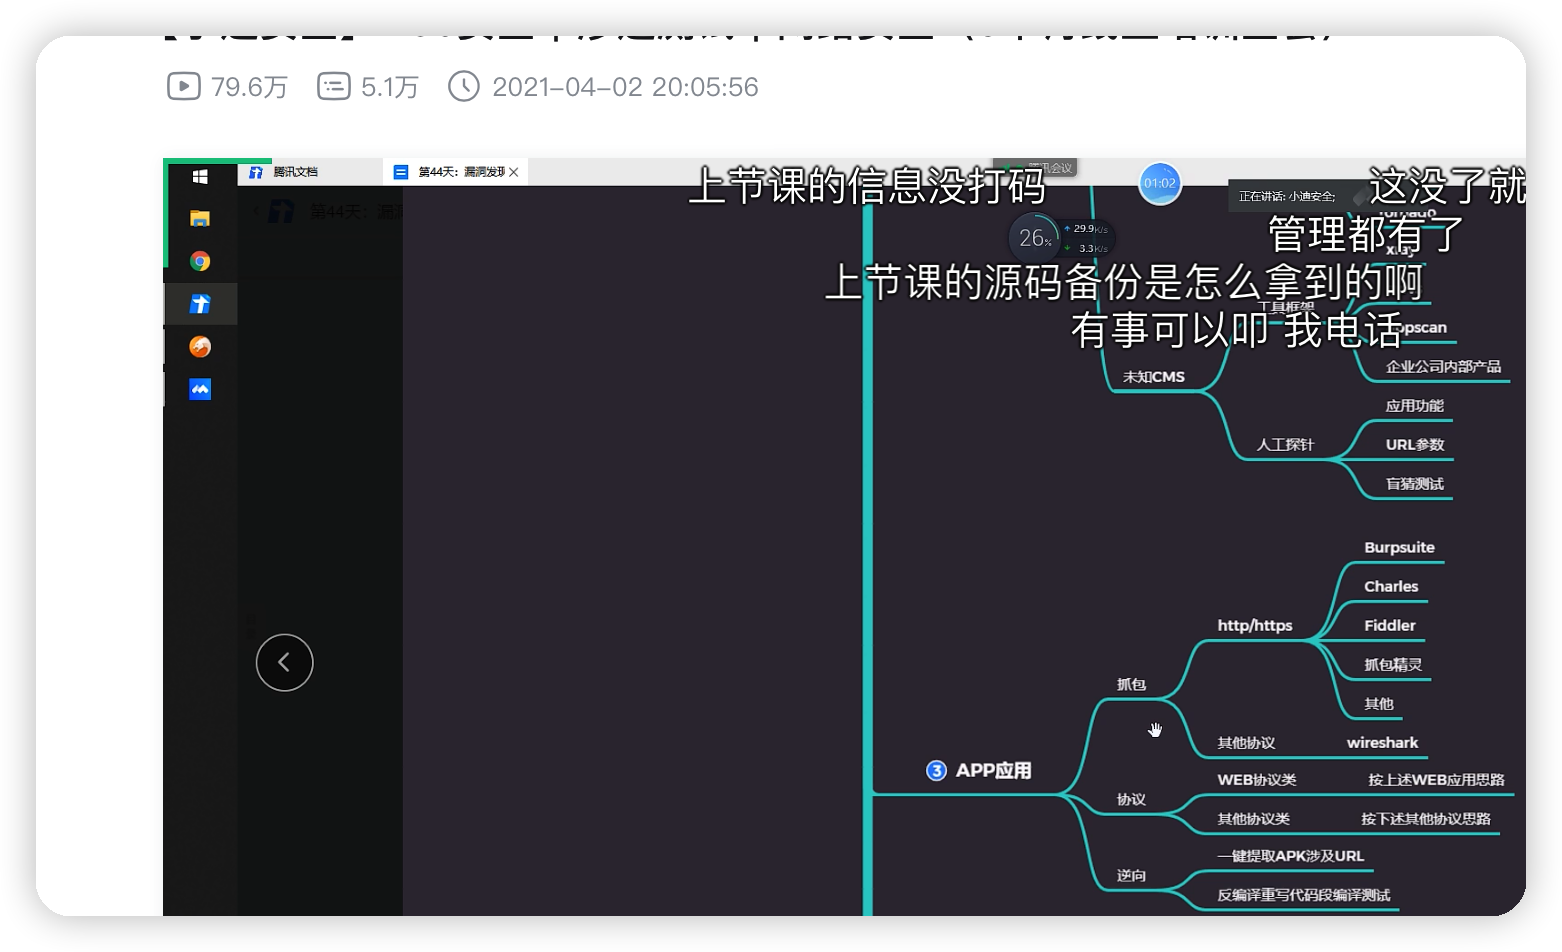 79.6万 5.1万 2021-04-02 20:05:56
腾讯文档
第44天：漏洞发现
上节课的信息没打码
01:02
正在讲话: 小迪安全;
这没了就
管理都有了
26%
29.9K/s
3.3K/s
xray
上节课的源码备份是怎么拿到的啊
工具框架
有事可以叩 我电话
企业公司内部产品
未知CMS
应用功能
人工探针
URL参数
盲猜测试
Burpsuite
Charles
http/https
Fiddler
抓包精灵
抓包
其他
其他协议
wireshark
3 APP应用
WEB协议类
按上述WEB应用思路
协议
其他协议类
按下述其他协议思路
一键提取APK涉及URL
逆向
反编译重写代码段编译测试